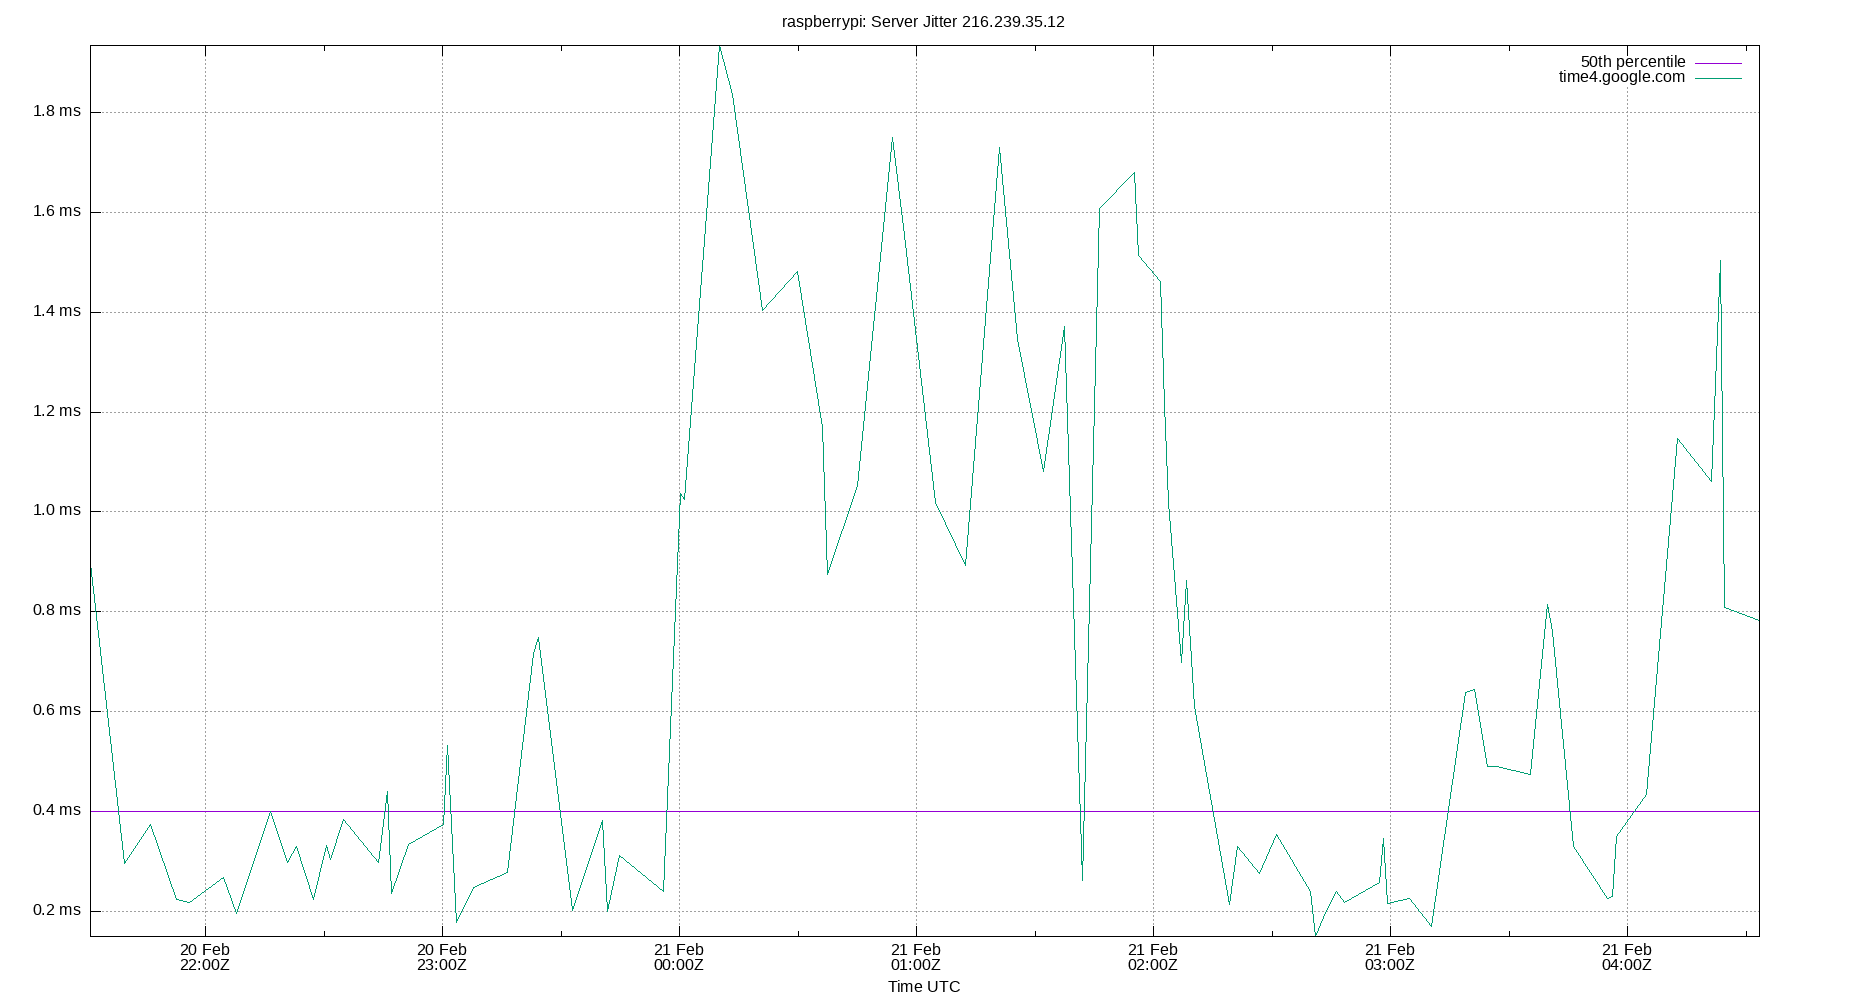 raspberrypi: Server Jitter 216.239.35.12
50th percentile
time4.google.com
1.8 ms
1.6 ms
1.4 ms
1.2 ms
1.0 ms
0.8 ms
0.6 ms
0.4 ms
0.2 ms
20 Feb
22:00Z
20 Feb
23:00Z
21 Feb
00:00Z
21 Feb
01:00Z
21 Feb
02:00Z
21 Feb
03:00Z
21 Feb
04:00Z
Time UTC